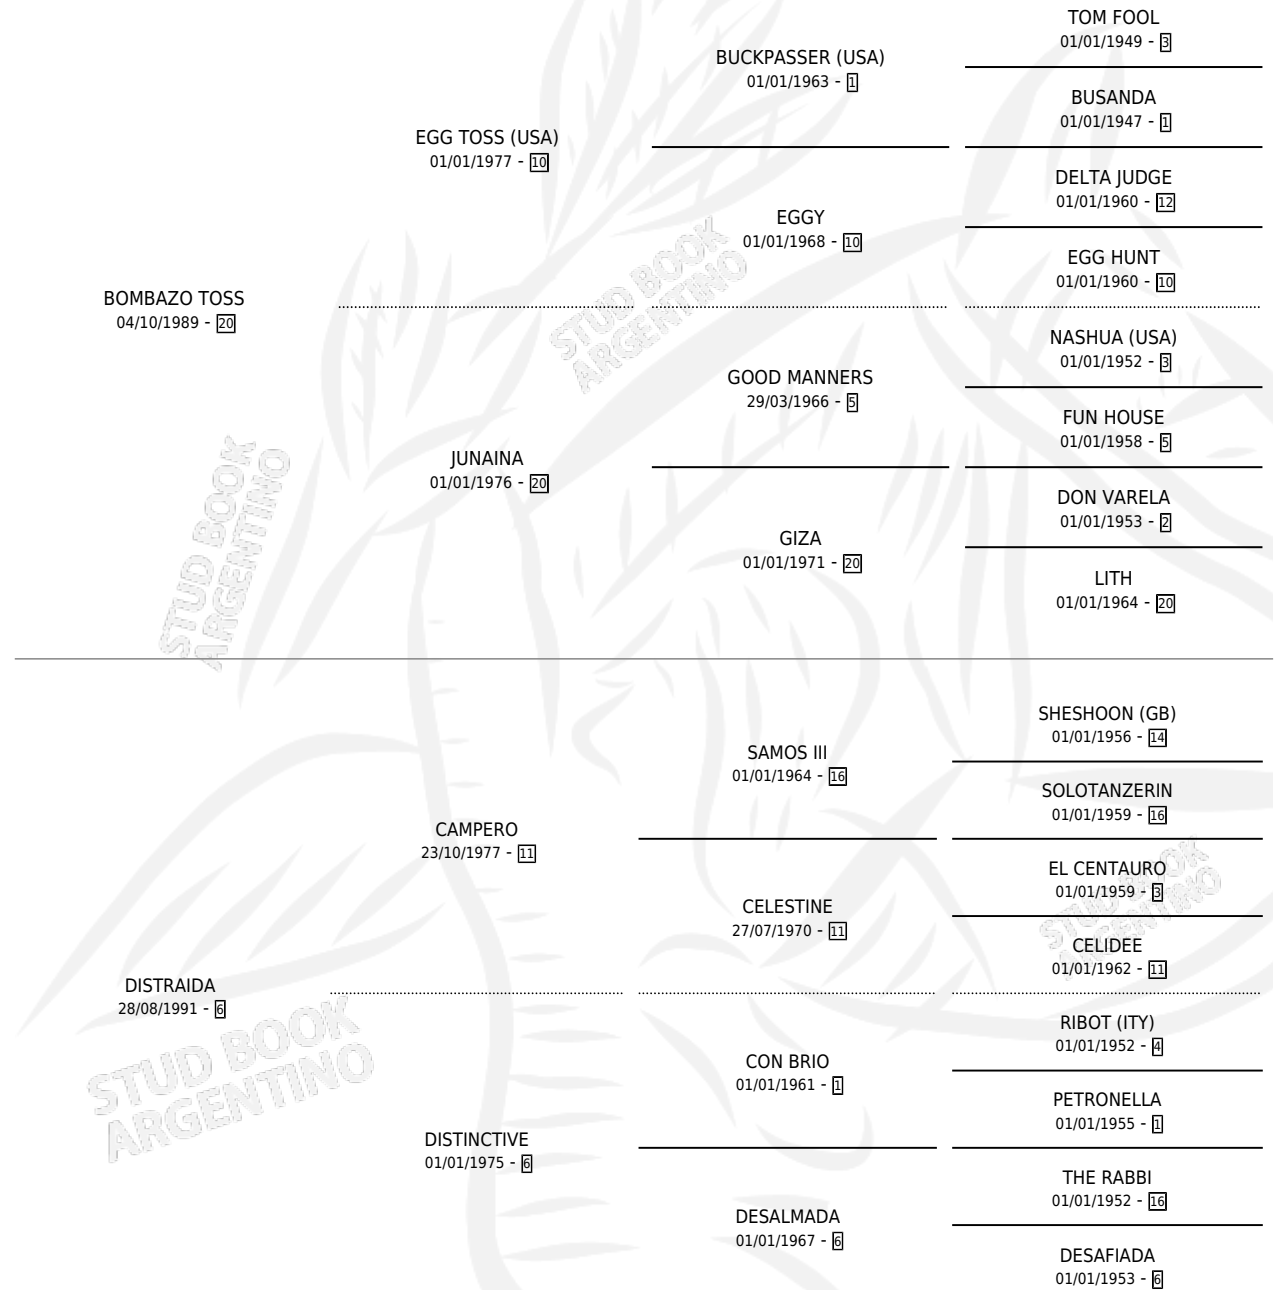 TOM FOOL
01/01/1949 - 3
BUCKPASSER (USA)
01/01/1963 - 1
BUSANDA
01/01/1947 - 1
EGG TOSS (USA)
01/01/1977 - 10
DELTA JUDGE
01/01/1960 - 12
EGGY
01/01/1968 - 10
EGG HUNT
01/01/1960 - 10
BOMBAZO TOSS
04/10/1989 - 20
NASHUA (USA)
01/01/1952 - 3
GOOD MANNERS
29/03/1966 - 5
FUN HOUSE
01/01/1958 - 5
JUNAINA
01/01/1976 - 20
DON VARELA
01/01/1953 - 2
GIZA
01/01/1971 - 20
LITH
01/01/1964 - 20
SHESHOON (GB)
01/01/1956 - 14
SAMOS III
01/01/1964 - 16
SOLOTANZERIN
01/01/1959 - 16
CAMPERO
23/10/1977 - 11
EL CENTAURO
01/01/1959 - 3
CELESTINE
27/07/1970 - 11
CELIDEE
01/01/1962 - 11
DISTRAIDA
28/08/1991 - 6
RIBOT (ITY)
01/01/1952 - 4
CON BRIO
01/01/1961 - 1
PETRONELLA
01/01/1955 - 1
DISTINCTIVE
01/01/1975 - 6
THE RABBI
01/01/1952 - 16
DESALMADA
01/01/1967 - 6
DESAFIADA
01/01/1953 - 6
STUD BOOK
ARGENTINO
STUD BOOK
ARGENTINO
STUD BOOK
ARGENTINO
STUD BOOK
ARGENTINO